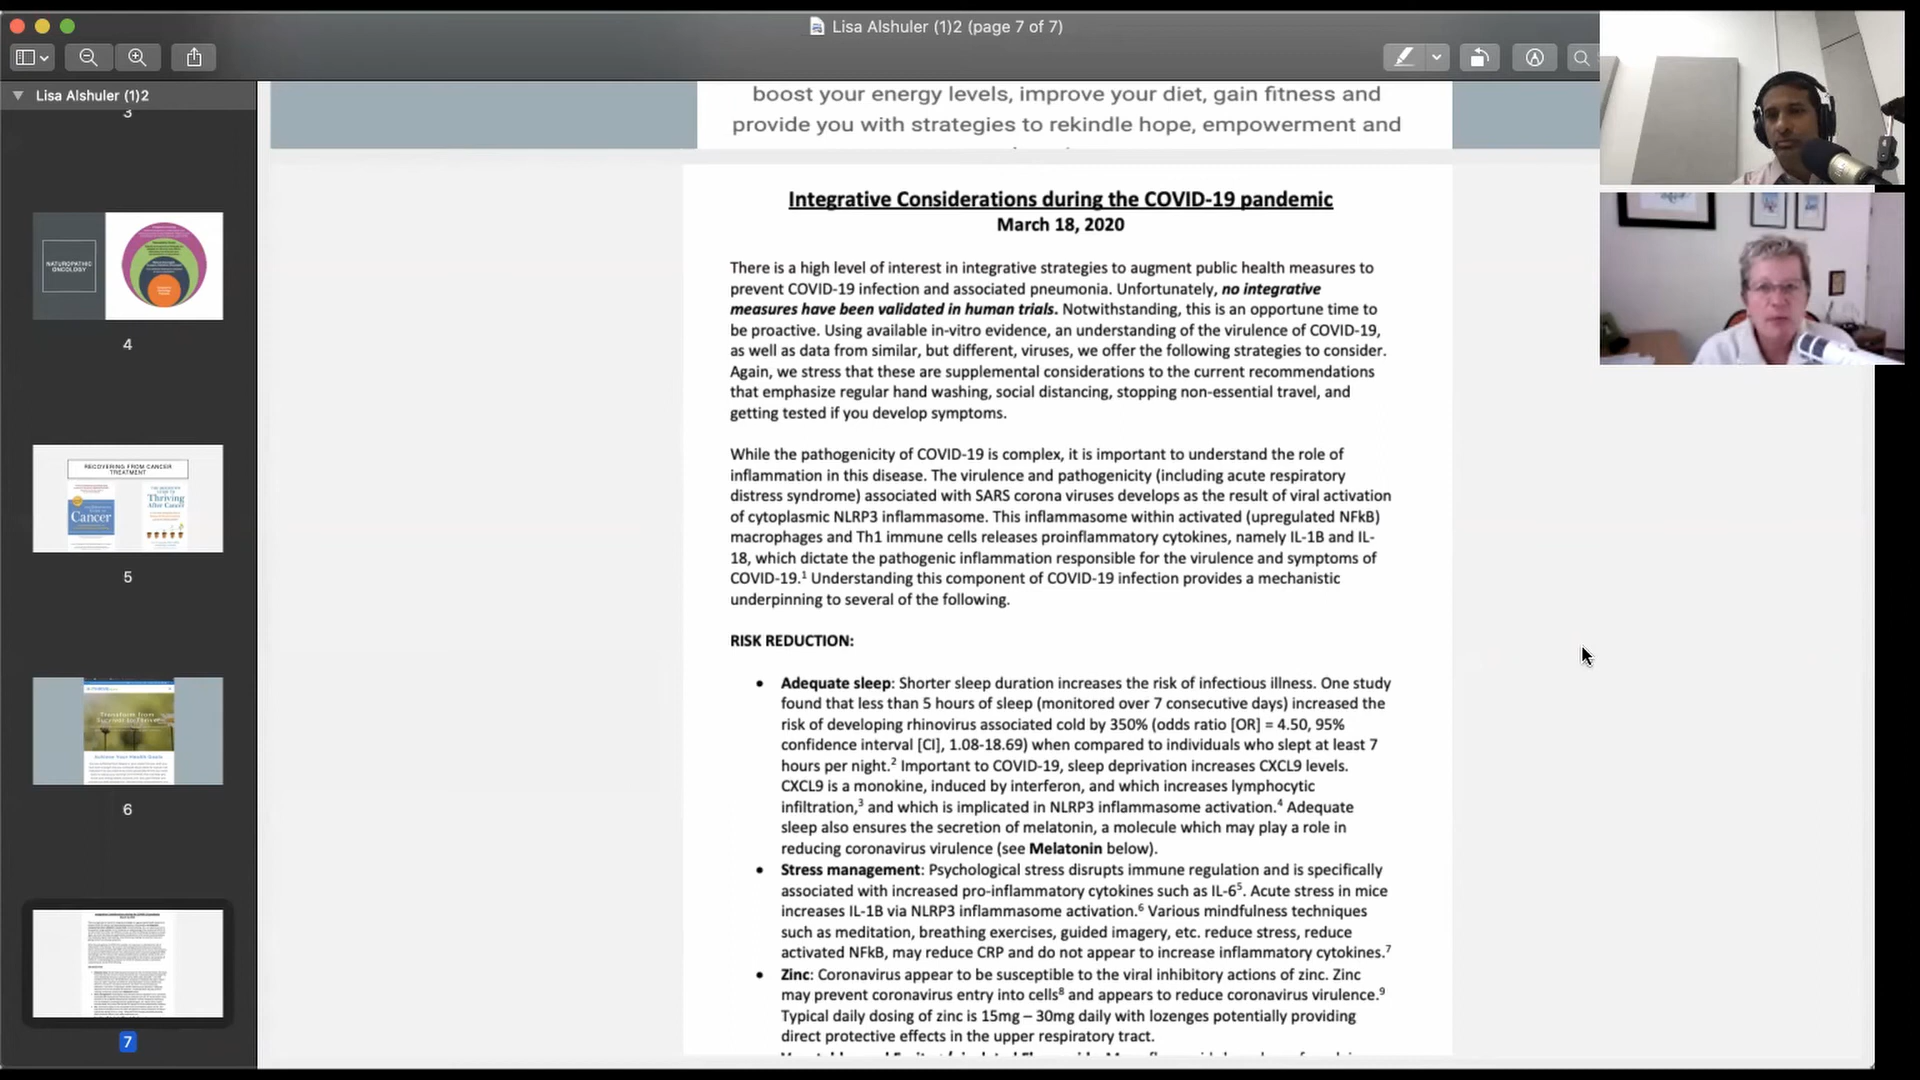 Lisa Alshuler (1)2 (page 7 of 7)
Lisa Alshuler (1)2
3
NATUROPATHIC
ONCOLOGY
4
RECOVERING FROM CANCER
TREATMENT
Cancer
Thriving
After Cancer
5
Transform from
Survivor to Thriver
Achieve Your Health Goals
6
7
boost your energy levels, improve your diet, gain fitness and
provide you with strategies to rekindle hope, empowerment and
Integrative Considerations during the COVID-19 pandemic
March 18, 2020
There is a high level of interest in integrative strategies to augment public health measures to
prevent COVID-19 infection and associated pneumonia. Unfortunately, no integrative
measures have been validated in human trials. Notwithstanding, this is an opportune time to
be proactive. Using available in-vitro evidence, an understanding of the virulence of COVID-19,
as well as data from similar, but different, viruses, we offer the following strategies to consider.
Again, we stress that these are supplemental considerations to the current recommendations
that emphasize regular hand washing, social distancing, stopping non-essential travel, and
getting tested if you develop symptoms.
While the pathogenicity of COVID-19 is complex, it is important to understand the role of
inflammation in this disease. The virulence and pathogenicity (including acute respiratory
distress syndrome) associated with SARS corona viruses develops as the result of viral activation
of cytoplasmic NLRP3 inflammasome. This inflammasome within activated (upregulated NFkB)
macrophages and Th1 immune cells releases proinflammatory cytokines, namely IL-1B and IL-
18, which dictate the pathogenic inflammation responsible for the virulence and symptoms of
COVID-19.¹ Understanding this component of COVID-19 infection provides a mechanistic
underpinning to several of the following.
RISK REDUCTION:
• Adequate sleep: Shorter sleep duration increases the risk of infectious illness. One study
found that less than 5 hours of sleep (monitored over 7 consecutive days) increased the
risk of developing rhinovirus associated cold by 350% (odds ratio [OR] = 4.50, 95%
confidence interval [CI], 1.08-18.69) when compared to individuals who slept at least 7
hours per night.² Important to COVID-19, sleep deprivation increases CXCL9 levels.
CXCL9 is a monokine, induced by interferon, and which increases lymphocytic
infiltration,³ and which is implicated in NLRP3 inflammasome activation.⁴ Adequate
sleep also ensures the secretion of melatonin, a molecule which may play a role in
reducing coronavirus virulence (see Melatonin below).
• Stress management: Psychological stress disrupts immune regulation and is specifically
associated with increased pro-inflammatory cytokines such as IL-6⁵. Acute stress in mice
increases IL-1B via NLRP3 inflammasome activation.⁶ Various mindfulness techniques
such as meditation, breathing exercises, guided imagery, etc. reduce stress, reduce
activated NFkB, may reduce CRP and do not appear to increase inflammatory cytokines.⁷
• Zinc: Coronavirus appear to be susceptible to the viral inhibitory actions of zinc. Zinc
may prevent coronavirus entry into cells⁸ and appears to reduce coronavirus virulence.⁹
Typical daily dosing of zinc is 15mg – 30mg daily with lozenges potentially providing
direct protective effects in the upper respiratory tract.